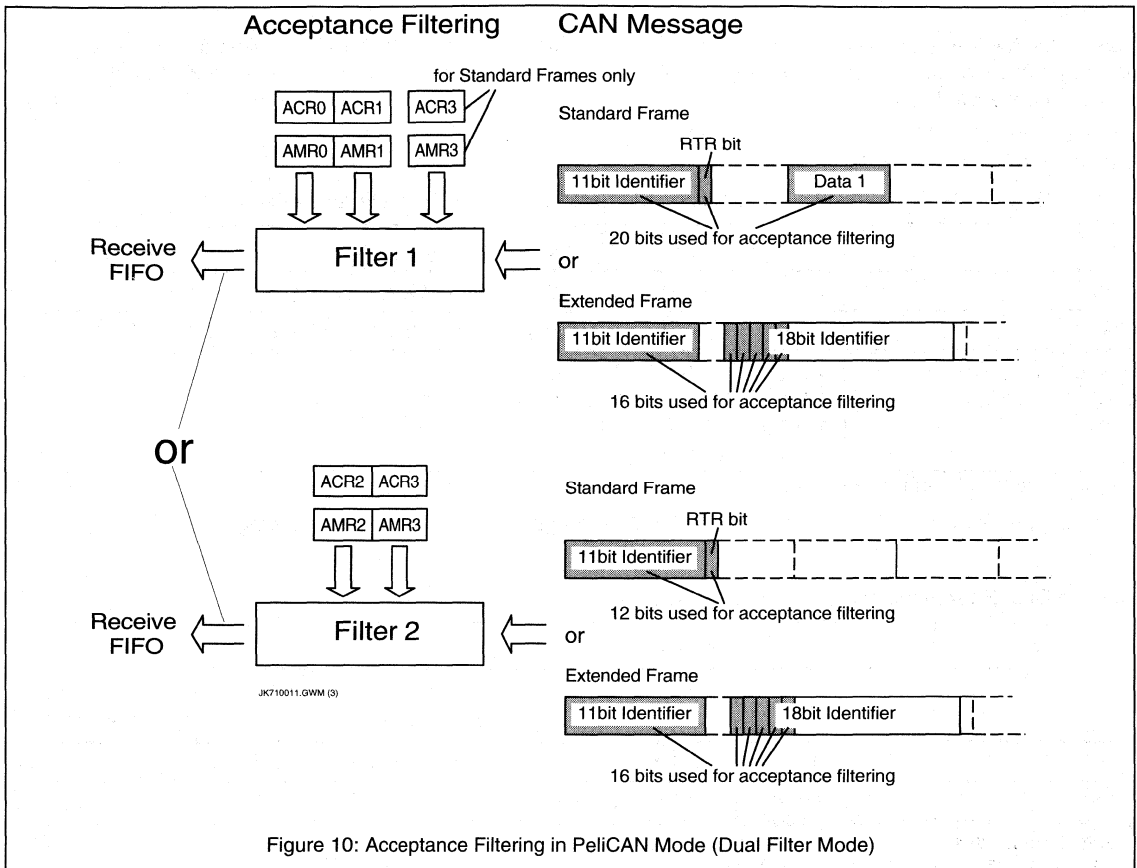 Acceptance Filtering
CAN Message
for Standard Frames only
ACR0 ACR1 ACR3
AMR0 AMR1 AMR3
Receive
FIFO
Filter 1
Standard Frame
RTR bit
11bit Identifier
Data 1
20 bits used for acceptance filtering
or
Extended Frame
11bit Identifier
18bit Identifier
16 bits used for acceptance filtering
or
ACR2 ACR3
AMR2 AMR3
Receive
FIFO
Filter 2
JK710011.GWM (3)
Standard Frame
RTR bit
11bit Identifier
12 bits used for acceptance filtering
or
Extended Frame
11bit Identifier
18bit Identifier
16 bits used for acceptance filtering
Figure 10: Acceptance Filtering in PeliCAN Mode (Dual Filter Mode)